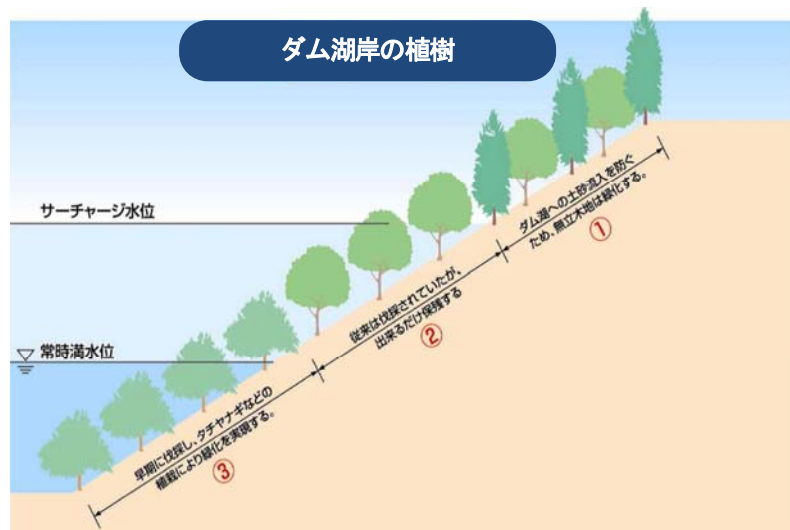 ダム湖岸の植樹
サーチャージ水位
常時満水位
ダム湖への土砂流入を防ぐ
ため、無立木地は緑化する。
①
従来は伐採されていたが、
出来るだけ保残する
②
早期に伐採し、タチヤナギなどの
植栽により緑化を実現する。
③